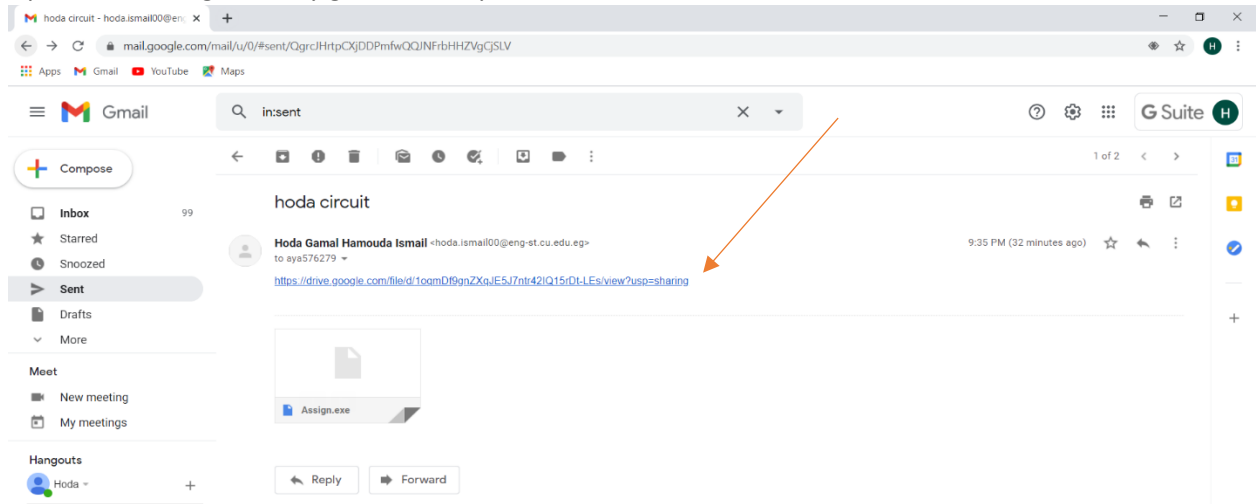 hoda circuit - hoda.ismail00@eng
mail.google.com/mail/u/0/#sent/QgrcJHrtpCXjDDPmfwQQJNFrbHHZVgCjSLV
H
Apps Gmail YouTube Maps
Gmail
in:sent
G Suite H
Compose
1 of 2
31
hoda circuit
Inbox 99
Starred
Snoozed
Sent
Drafts
More
Hoda Gamal Hamouda Ismail <hoda.ismail00@eng-st.cu.edu.eg>
9:35 PM (32 minutes ago)
to aya576279
https://drive.google.com/file/d/1oqmDf9gnZXqJE5J7ntr42IQ15rDt-LEs/view?usp=sharing
Assign.exe
Meet
New meeting
My meetings
Hangouts
Hoda
Reply
Forward